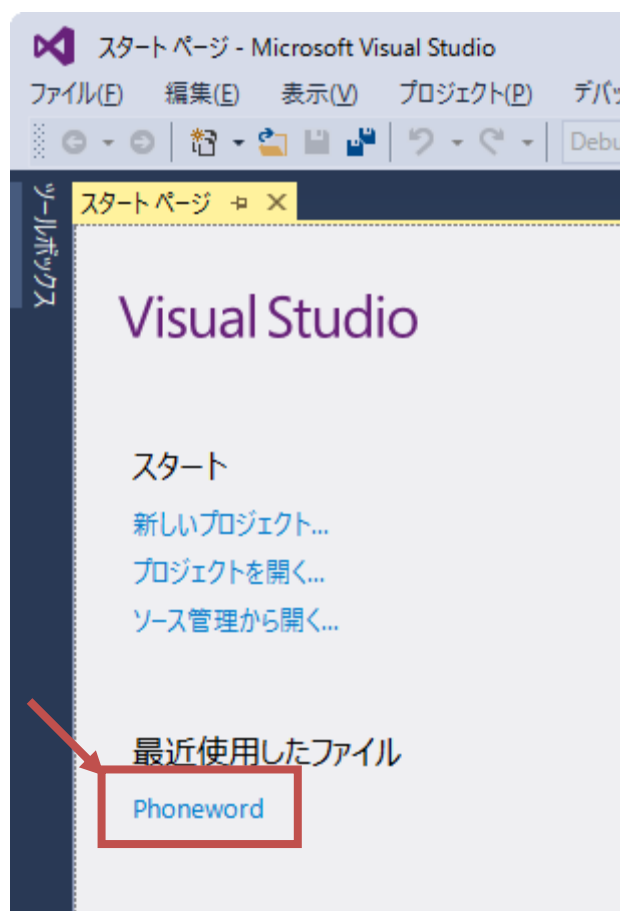 スタート ページ - Microsoft Visual Studio
ファイル(F) 編集(E) 表示(V) プロジェクト(P) デバッ
Debu
ツールボックス
スタート ページ
Visual Studio
スタート
新しいプロジェクト...
プロジェクトを開く...
ソース管理から開く...
最近使用したファイル
Phoneword